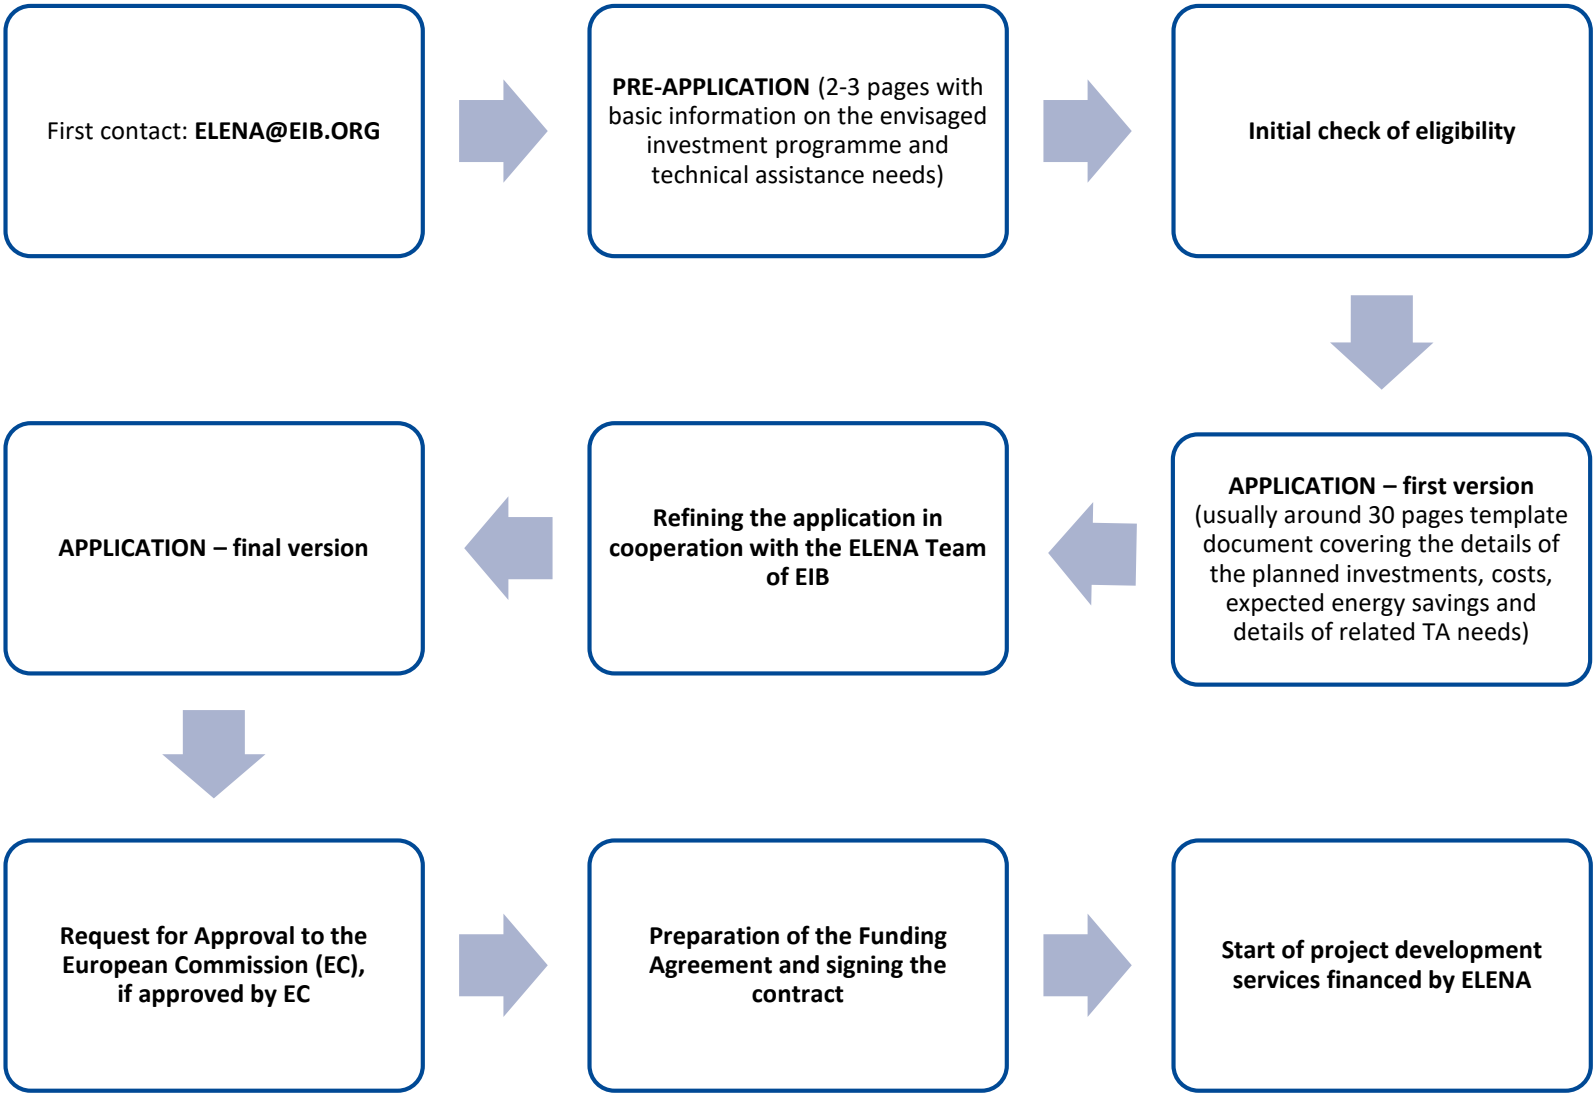 First contact: ELENA@EIB.ORG
PRE-APPLICATION (2-3 pages with
basic information on the envisaged
investment programme and
technical assistance needs)
Initial check of eligibility
APPLICATION – first version
(usually around 30 pages template
document covering the details of
the planned investments, costs,
expected energy savings and
details of related TA needs)
Refining the application in
cooperation with the ELENA Team
of EIB
APPLICATION – final version
Request for Approval to the
European Commission (EC),
if approved by EC
Preparation of the Funding
Agreement and signing the
contract
Start of project development
services financed by ELENA